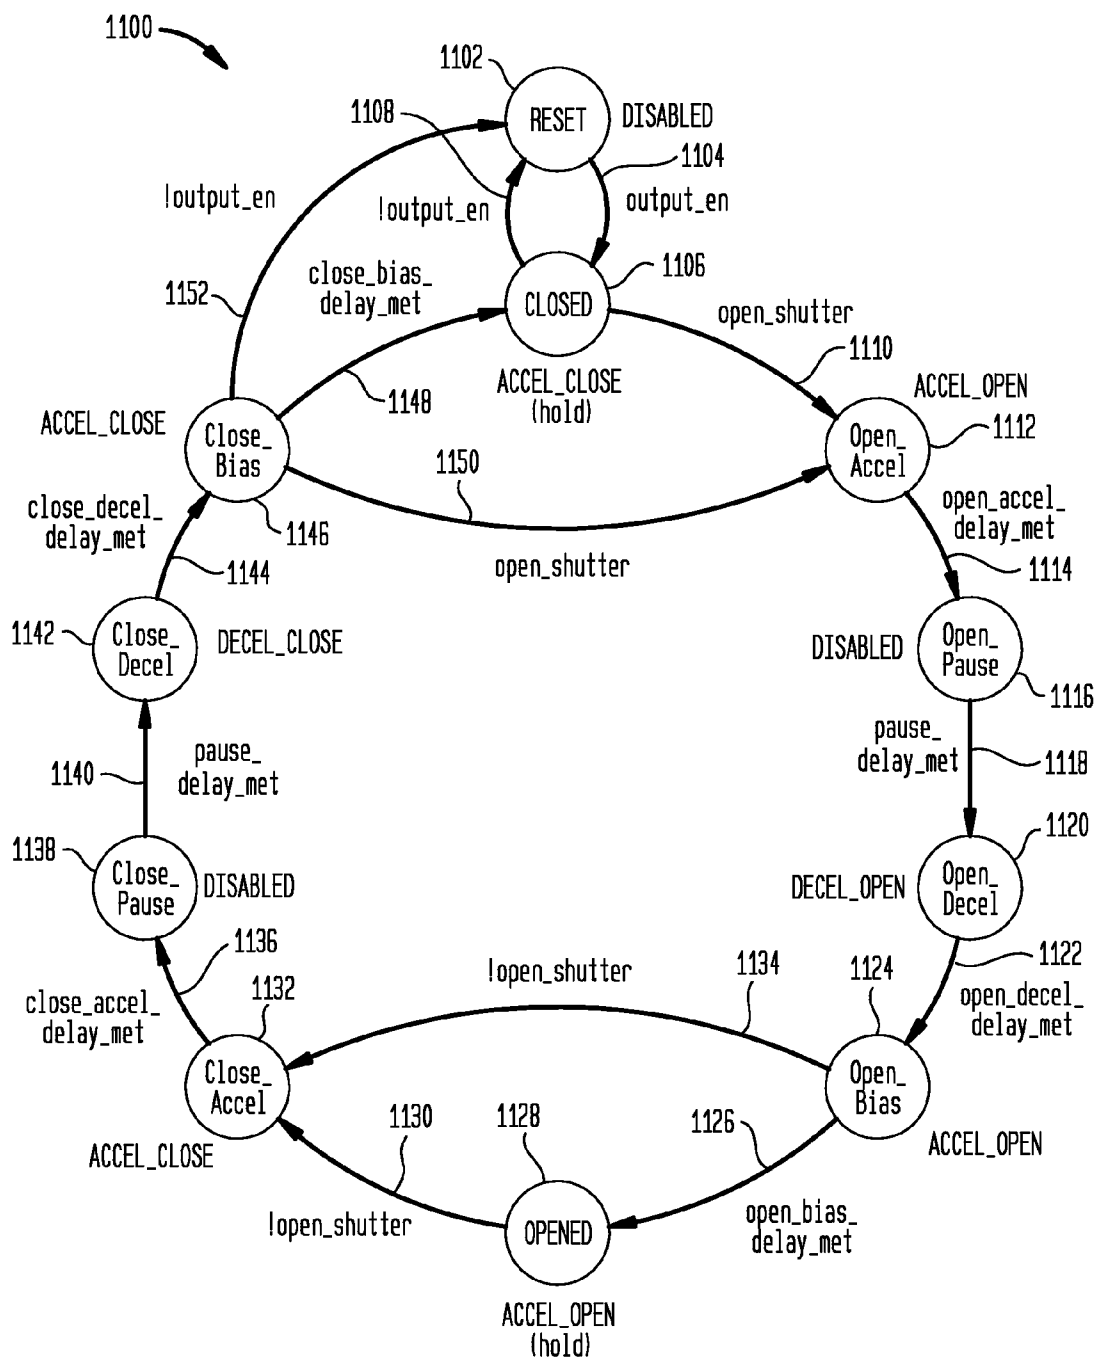 1100
1102
RESET
DISABLED
1108
1104
!output_en
!output_en
output_en
1106
close_bias_
delay_met
CLOSED
1152
open_shutter
1110
1148
ACCEL_CLOSE
(hold)
ACCEL_OPEN
ACCEL_CLOSE
Close_
Bias
1150
Open_
Accel
1112
close_decel_
delay_met
1146
open_accel_
delay_met
1144
open_shutter
1114
1142
Close_
Decel
DECEL_CLOSE
DISABLED
Open_
Pause
1116
pause_
delay_met
1140
pause_
delay_met
1118
1138
Close_
Pause
DISABLED
1120
DECEL_OPEN
Open_
Decel
1136
!open_shutter
1134
1124
1122
close_accel_
delay_met
1132
open_decel_
delay_met
Close_
Accel
Open_
Bias
1130
1128
1126
ACCEL_CLOSE
ACCEL_OPEN
!open_shutter
OPENED
open_bias_
delay_met
ACCEL_OPEN
(hold)